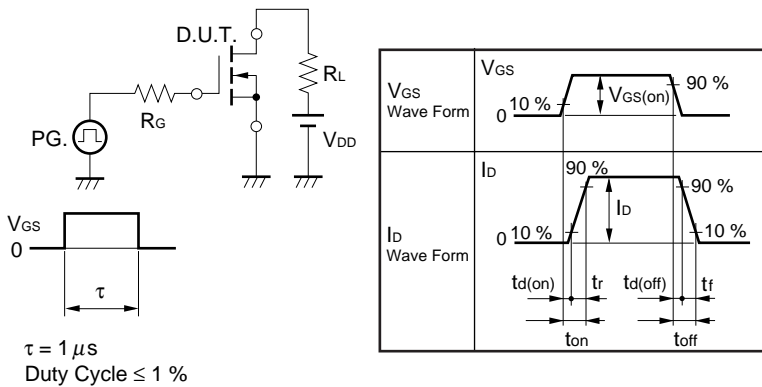 D.U.T.
RL
RG
PG.
VDD
VGS
0
τ
τ = 1 μs
Duty Cycle ≤ 1 %
VGS
Wave Form
VGS
10 %
0
VGS(on)
90 %
ID
Wave Form
ID
90 %
90 %
ID
0
10 %
10 %
td(on)
tr
td(off)
tf
ton
toff